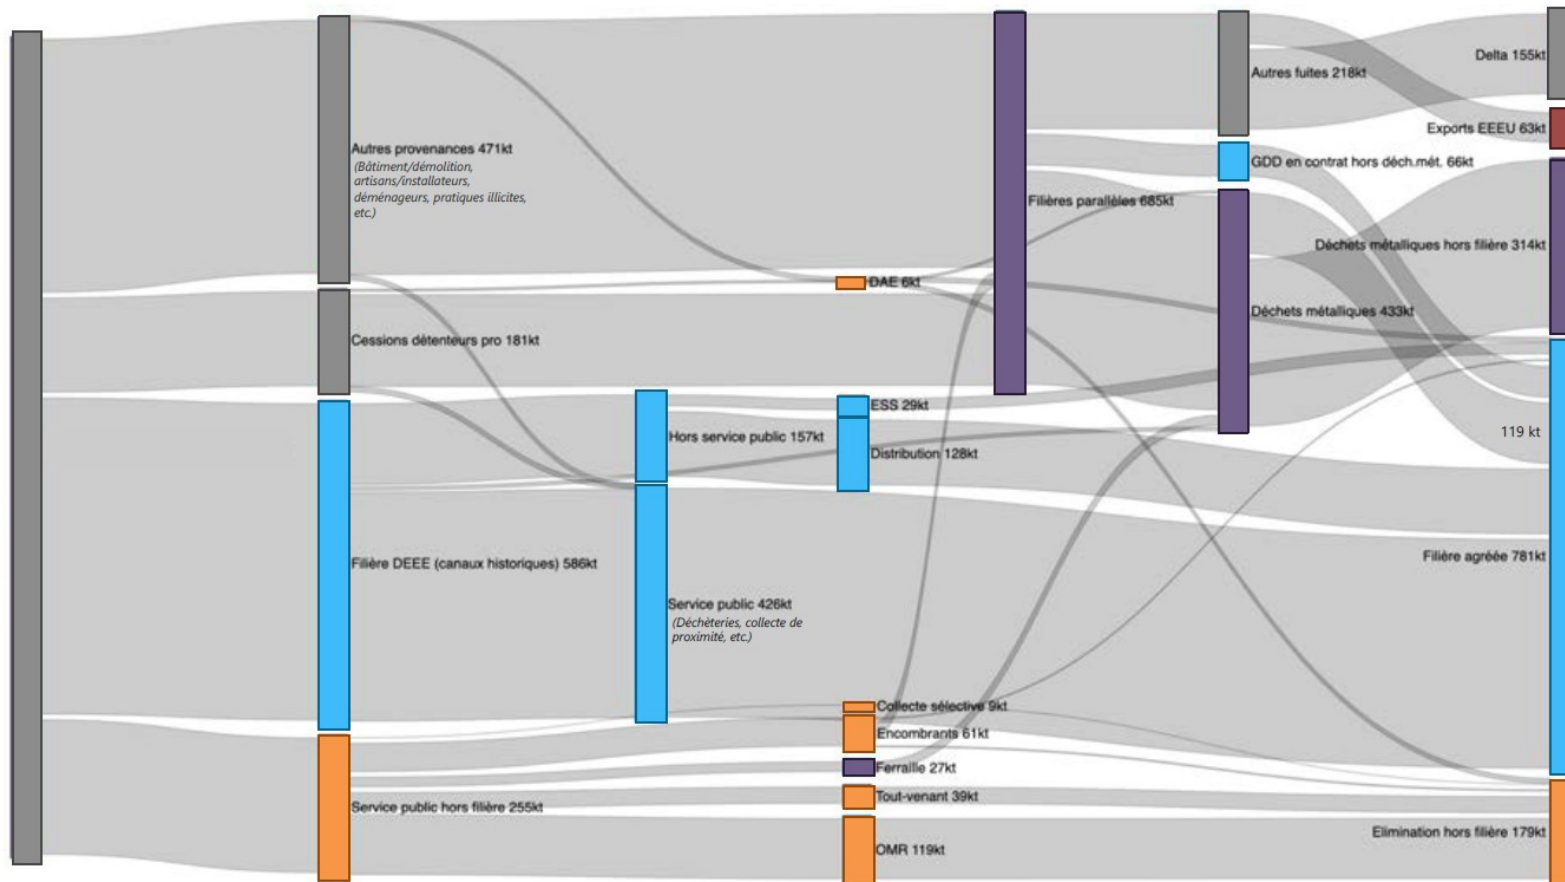 Autres provenances 471kt
(Bâtiment/démolition,
artisans/installateurs,
déménageurs, pratiques illicites,
etc.)
Cessions détenteurs pro 181kt
Filière DEEE (canaux historiques) 586kt
Service public hors filière 255kt
Hors service public 157kt
Service public 426kt
(Déchèteries, collecte de
proximité, etc.)
DAE 6kt
ESS 29kt
Distribution 128kt
Collecte sélective 9kt
Encombrants 61kt
Ferraille 27kt
Tout-venant 39kt
OMR 119kt
Filières parallèles 685kt
Autres fuites 218kt
GDD en contrat hors déch.mét. 66kt
Déchets métalliques 433kt
Delta 155kt
Exports EEEU 63kt
Déchets métalliques hors filière 314kt
119 kt
Filière agréée 781kt
Elimination hors filière 179kt